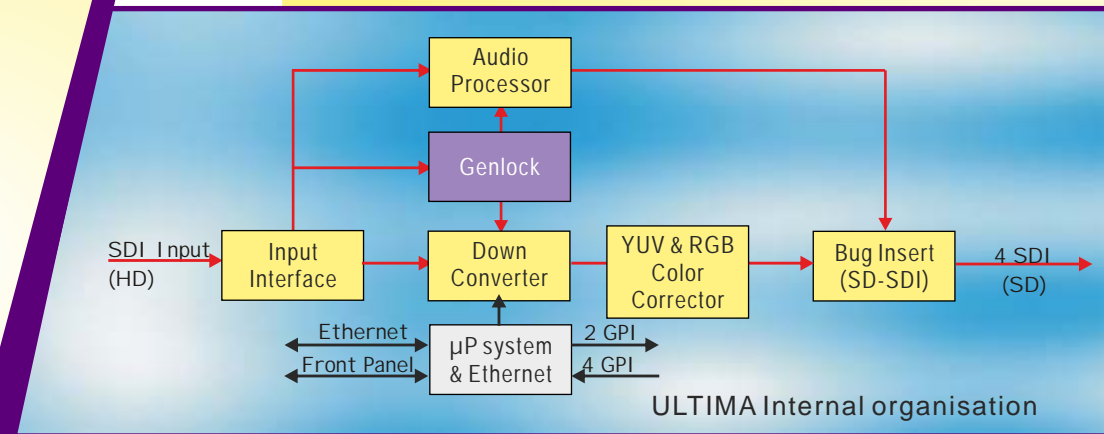 Audio
Processor
Genlock
SDI Input
(HD)
Input
Interface
Down
Converter
YUV & RGB
Color
Corrector
Bug Insert
(SD-SDI)
4 SDI
(SD)
Ethernet
Front Panel
µP system
& Ethernet
2 GPI
4 GPI
ULTIMA Internal organisation